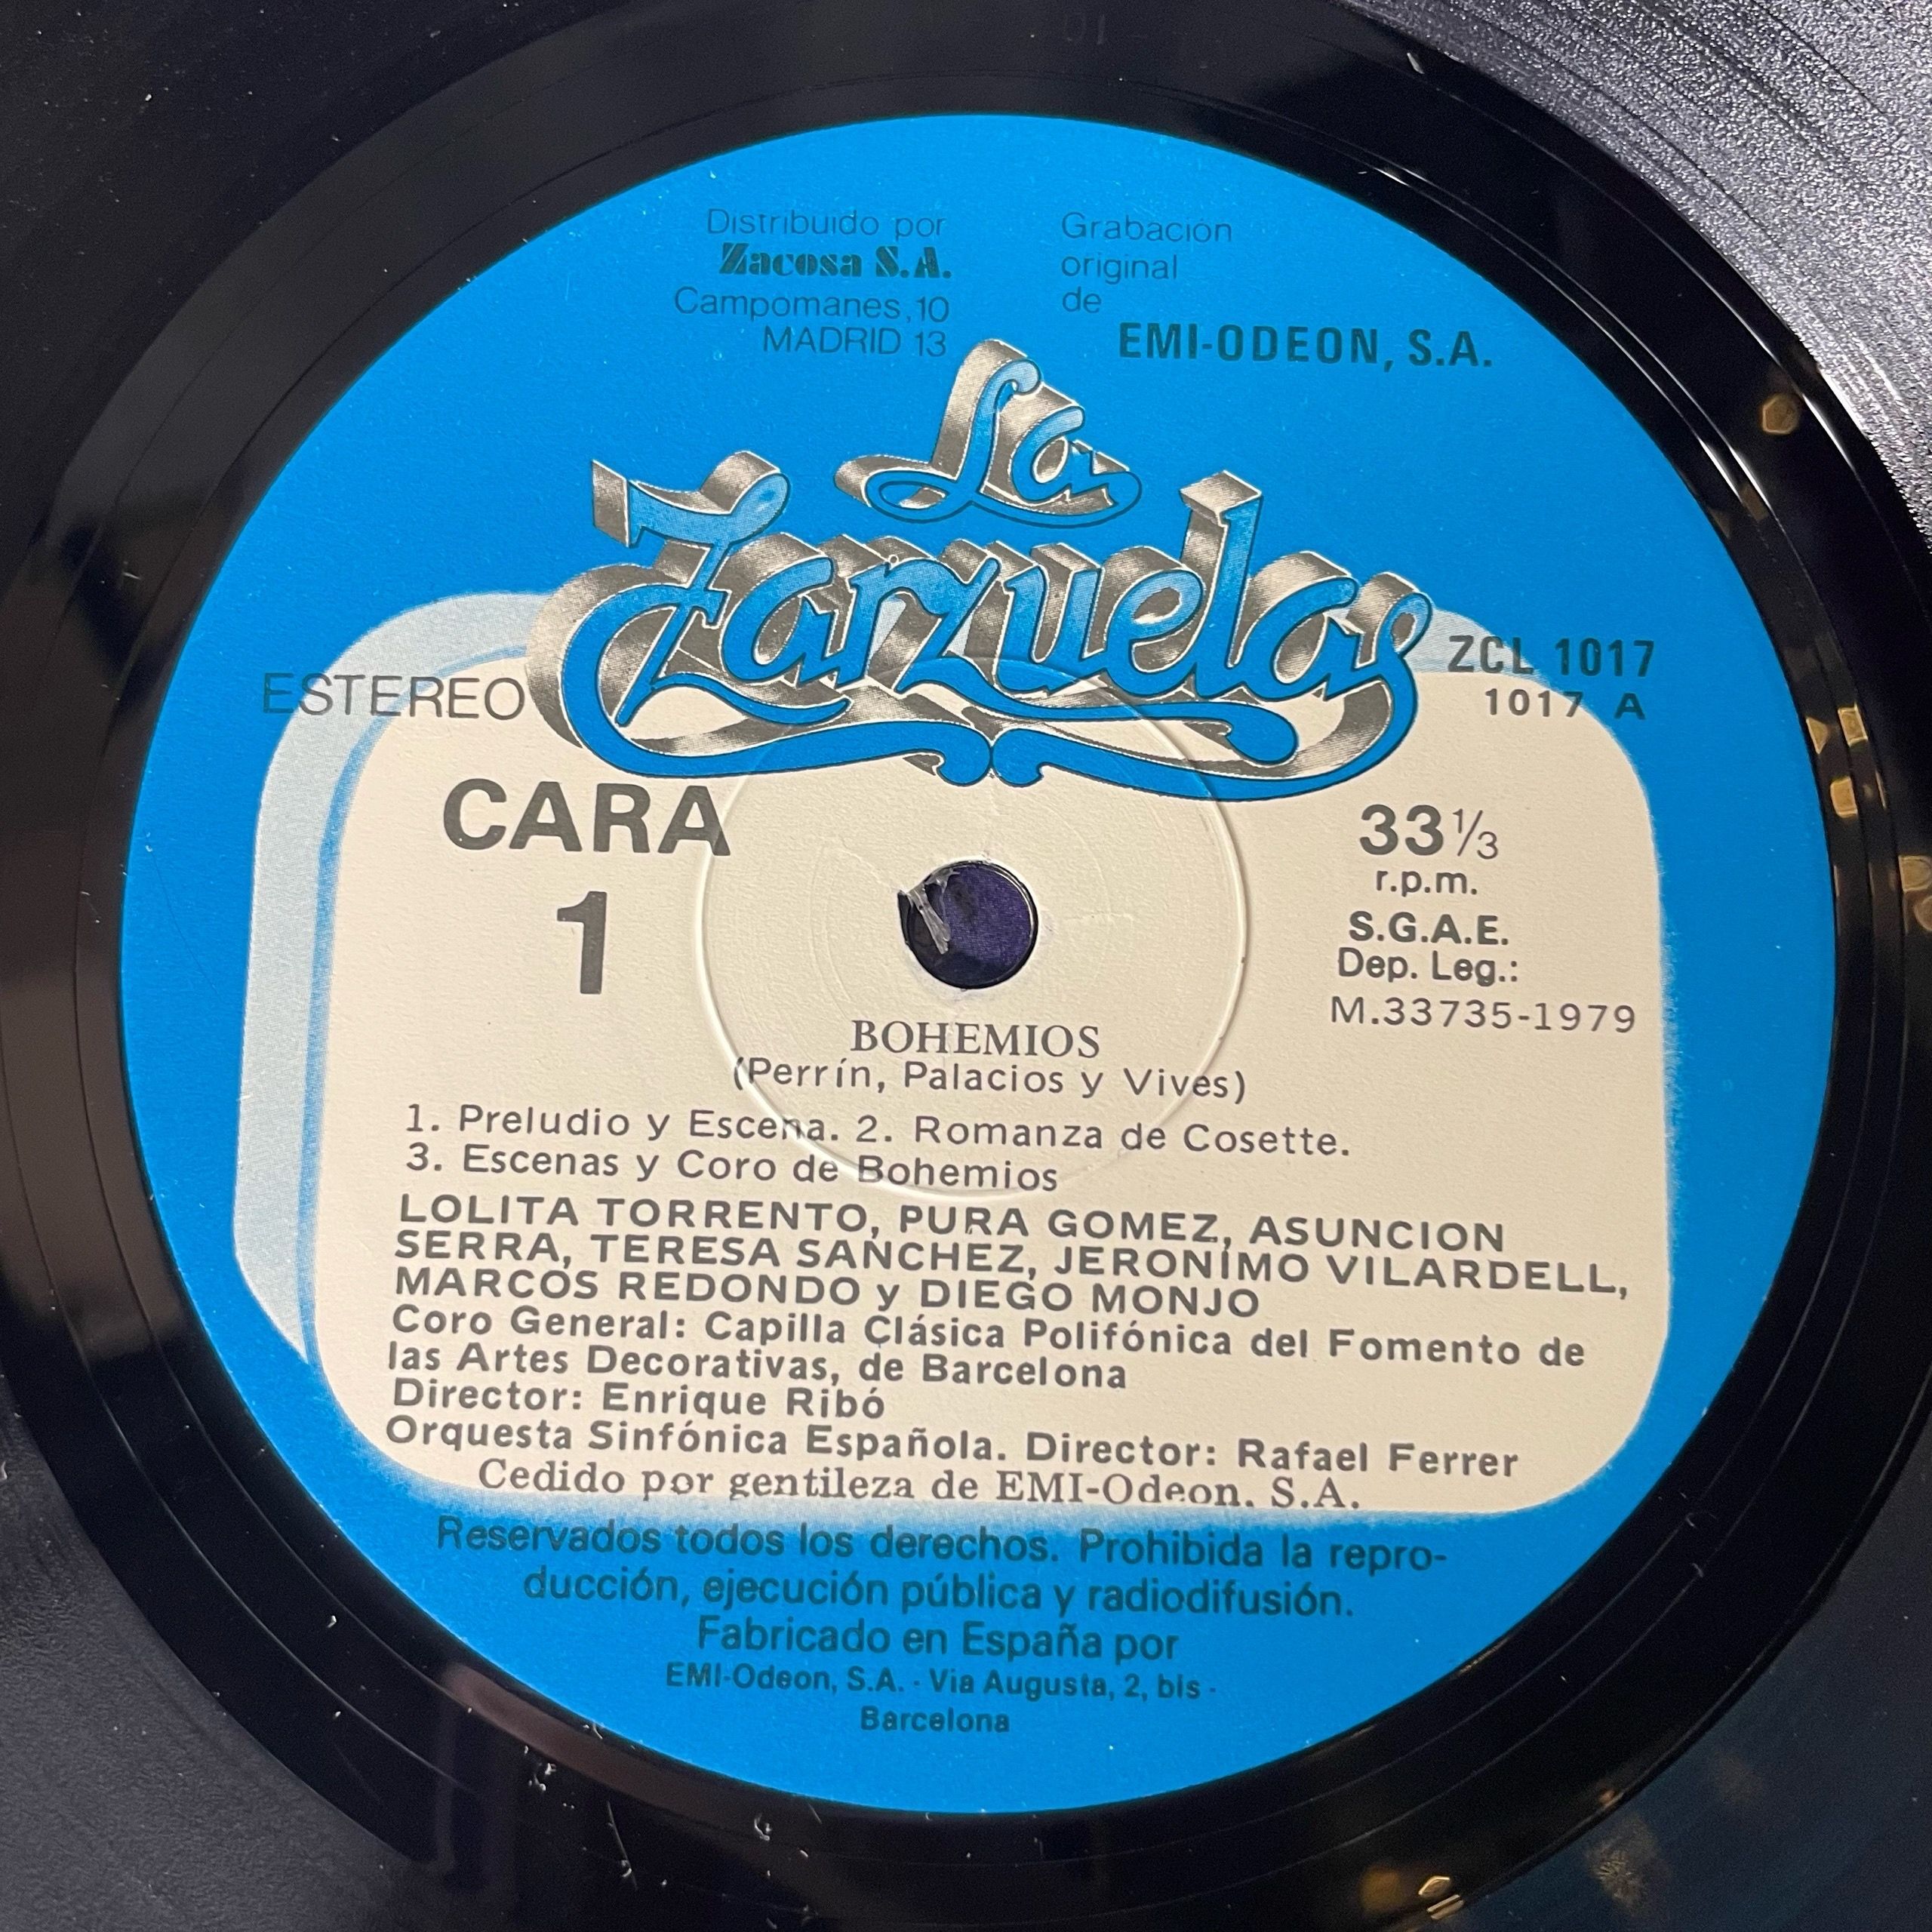 Distribuido por
Zacosa S.A.
Campomanes, 10
MADRID 13
Grabación
original
de
EMI-ODEON, S.A.
La
Zarzuela
ESTEREO
ZCL 1017
1017 A
CARA
1
33 1/3
r.p.m.
S.G.A.E.
Dep. Leg.:
M.33735-1979
BOHEMIOS
(Perrín, Palacios y Vives)
1. Preludio y Escena. 2. Romanza de Cosette.
3. Escenas y Coro de Bohemios
LOLITA TORRENTO, PURA GOMEZ, ASUNCION
SERRA, TERESA SANCHEZ, JERONIMO VILARDELL,
MARCOS REDONDO y DIEGO MONJO
Coro General: Capilla Clásica Polifónica del Fomento de
las Artes Decorativas, de Barcelona
Director: Enrique Ribó
Orquesta Sinfónica Española. Director: Rafael Ferrer
Cedido por gentileza de EMI-Odeon, S.A.
Reservados todos los derechos. Prohibida la repro-
ducción, ejecución pública y radiodifusión.
Fabricado en España por
EMI-Odeon, S.A. - Via Augusta, 2, bis -
Barcelona